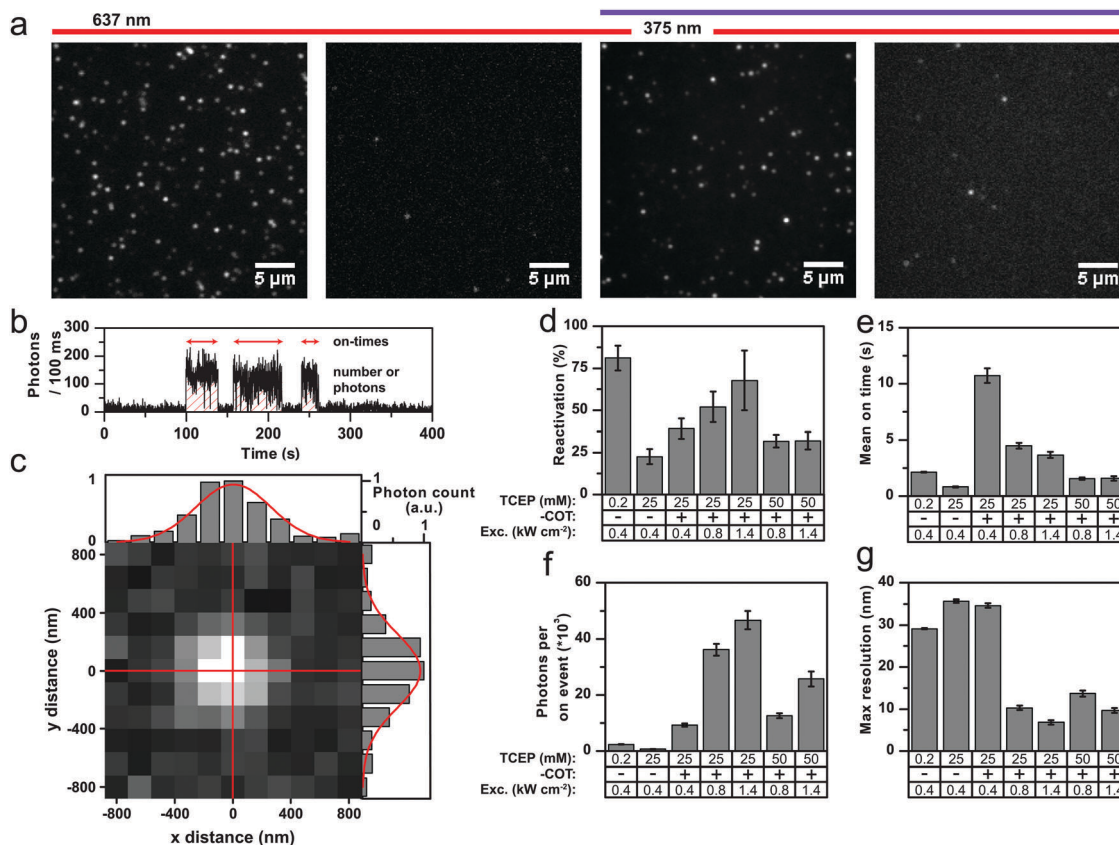 a
637 nm
375 nm
5 µm
5 µm
5 µm
5 µm
b
Photons
/ 100 ms
300
200
100
0
on-times
number or
photons
0 100 200 300 400
Time (s)
c
1
0
Photon count
(a.u.)
0 1
800
400
0
-400
-800
y distance (nm)
-800 -400 0 400 800
x distance (nm)
d
Reactivation (%)
100
75
50
25
0
TCEP (mM): 0.2 25 25 25 25 50 50
-COT: - - + + + + +
Exc. (kW cm-2): 0.4 0.4 0.4 0.8 1.4 0.8 1.4
e
Mean on time (s)
15
10
5
0
0.2 25 25 25 25 50 50
- - + + + + +
0.4 0.4 0.4 0.8 1.4 0.8 1.4
f
Photons per
on event (*10³)
60
40
20
0
TCEP (mM): 0.2 25 25 25 25 50 50
-COT: - - + + + + +
Exc. (kW cm-2): 0.4 0.4 0.4 0.8 1.4 0.8 1.4
g
Max resolution (nm)
40
30
20
10
0
0.2 25 25 25 25 50 50
- - + + + + +
0.4 0.4 0.4 0.8 1.4 0.8 1.4